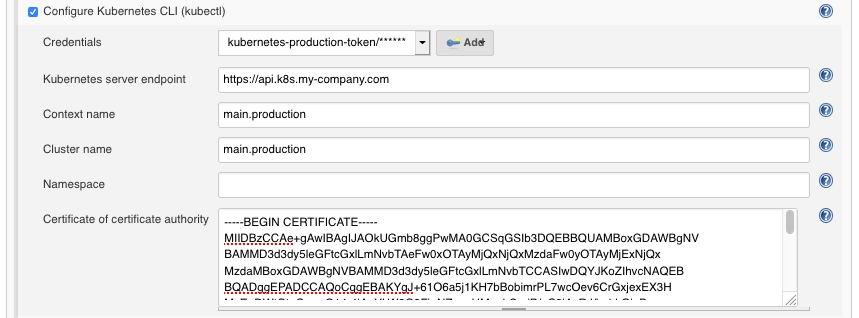 Configure Kubernetes CLI (kubectl)
Credentials kubernetes-production-token/****** Add
Kubernetes server endpoint https://api.k8s.my-company.com
Context name main.production
Cluster name main.production
Namespace
Certificate of certificate authority -----BEGIN CERTIFICATE-----
MIIDBzCCAe+gAwIBAgIJAOkUGmb8ggPwMA0GCSqGSIb3DQEBBQUAMBoxGDAWBgNV
BAMMD3d3dy5leGFtcGxlLmNvbTAeFw0xOTAyMjQxNjQxMzdaFw0yOTAyMjExNjQx
MzdaMBoxGDAWBgNVBAMMD3d3dy5leGFtcGxlLmNvbTCCASIwDQYJKoZIhvcNAQEB
BQADggEPADCCAQoCggEBAKYgJ+61O6a5j1KH7bBobimrPL7wcOev6CrGxjexEX3H